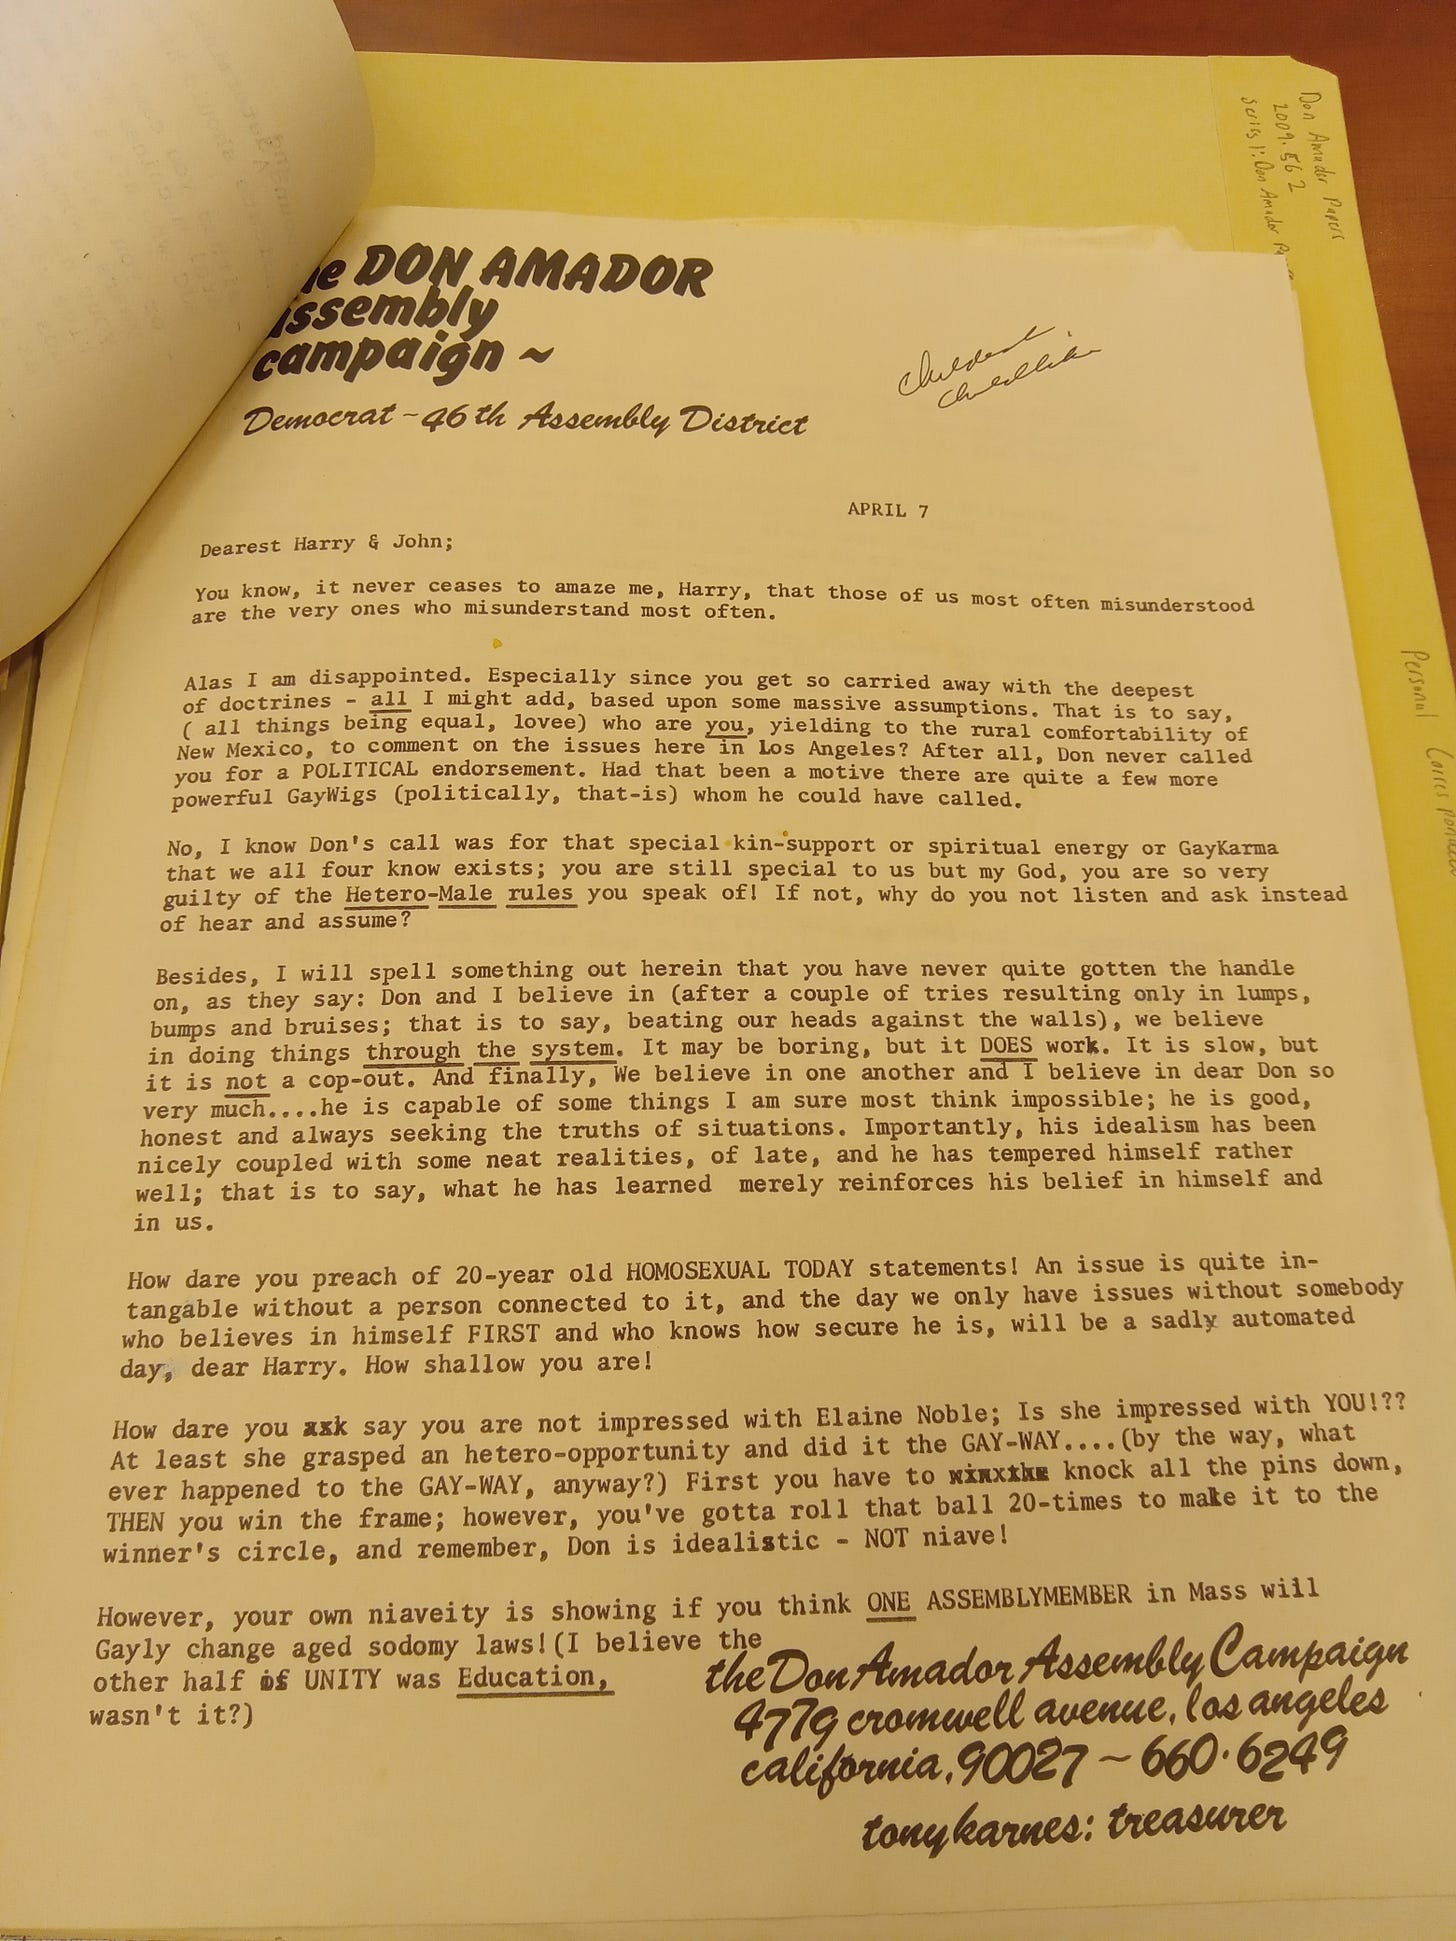 DON AMADOR
assembly
campaign ~
Democrat ~ 46th Assembly District
APRIL 7
Dearest Harry & John;
You know, it never ceases to amaze me, Harry, that those of us most often misunderstood
are the very ones who misunderstand most often.
Alas I am disappointed. Especially since you get so carried away with the deepest
of doctrines - all I might add, based upon some massive assumptions. That is to say,
( all things being equal, lovee) who are you, yielding to the rural comfortability of
New Mexico, to comment on the issues here in Los Angeles? After all, Don never called
you for a POLITICAL endorsement. Had that been a motive there are quite a few more
powerful GayWigs (politically, that-is) whom he could have called.
No, I know Don's call was for that special kin-support or spiritual energy or GayKarma
that we all four know exists; you are still special to us but my God, you are so very
guilty of the Hetero-Male rules you speak of! If not, why do you not listen and ask instead
of hear and assume?
Besides, I will spell something out herein that you have never quite gotten the handle
on, as they say: Don and I believe in (after a couple of tries resulting only in lumps,
bumps and bruises; that is to say, beating our heads against the walls), we believe
in doing things through the system. It may be boring, but it DOES work. It is slow, but
it is not a cop-out. And finally, We believe in one another and I believe in dear Don so
very much....he is capable of some things I am sure most think impossible; he is good,
honest and always seeking the truths of situations. Importantly, his idealism has been
nicely coupled with some neat realities, of late, and he has tempered himself rather
well; that is to say, what he has learned merely reinforces his belief in himself and
in us.
How dare you preach of 20-year old HOMOSEXUAL TODAY statements! An issue is quite in-
tangable without a person connected to it, and the day we only have issues without somebody
who believes in himself FIRST and who knows how secure he is, will be a sadly automated
day, dear Harry. How shallow you are!
How dare you say you are not impressed with Elaine Noble; Is she impressed with YOU!??
At least she grasped an hetero-opportunity and did it the GAY-WAY....(by the way, what
ever happened to the GAY-WAY, anyway?) First you have to knock all the pins down,
THEN you win the frame; however, you've gotta roll that ball 20-times to make it to the
winner's circle, and remember, Don is idealistic - NOT niave!
However, your own niaveity is showing if you think ONE ASSEMBLYMEMBER in Mass will
Gayly change aged sodomy laws!(I believe the
other half of UNITY was Education,
wasn't it?)
the Don Amador Assembly Campaign
4779 cromwell avenue, los angeles
california, 90027 ~ 660·6249
tony karnes: treasurer
Don Amador Papers
2009.562
Series 1: Don Amador
Personal